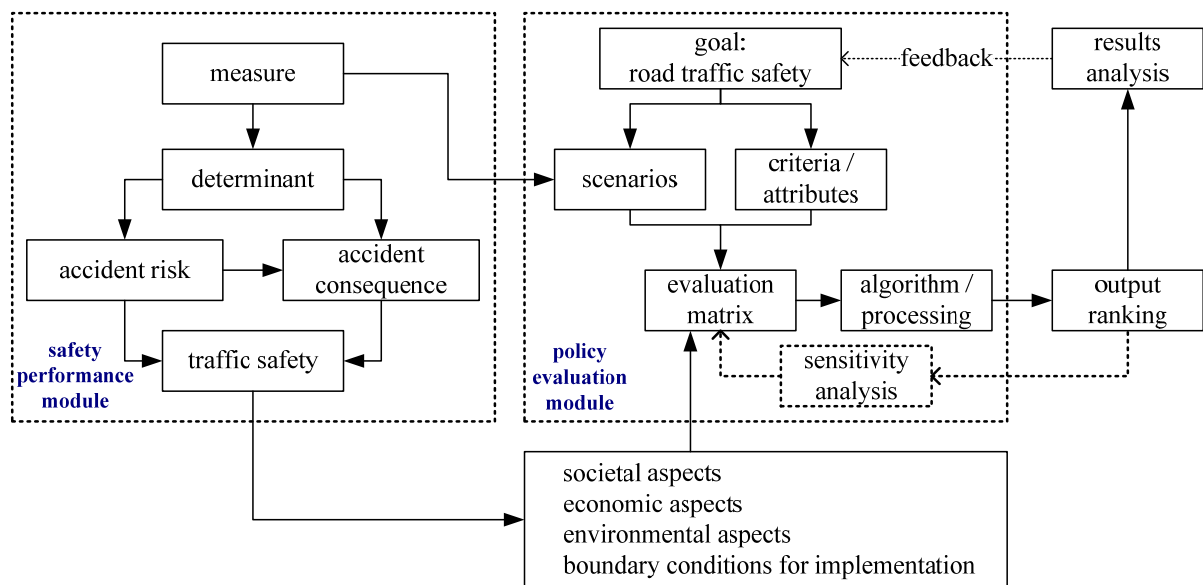 measure
determinant
accident risk
accident
consequence
traffic safety
safety
performance
module
goal:
road traffic safety
scenarios
criteria /
attributes
evaluation
matrix
algorithm /
processing
sensitivity
analysis
policy
evaluation
module
feedback
results
analysis
output
ranking
societal aspects
economic aspects
environmental aspects
boundary conditions for implementation